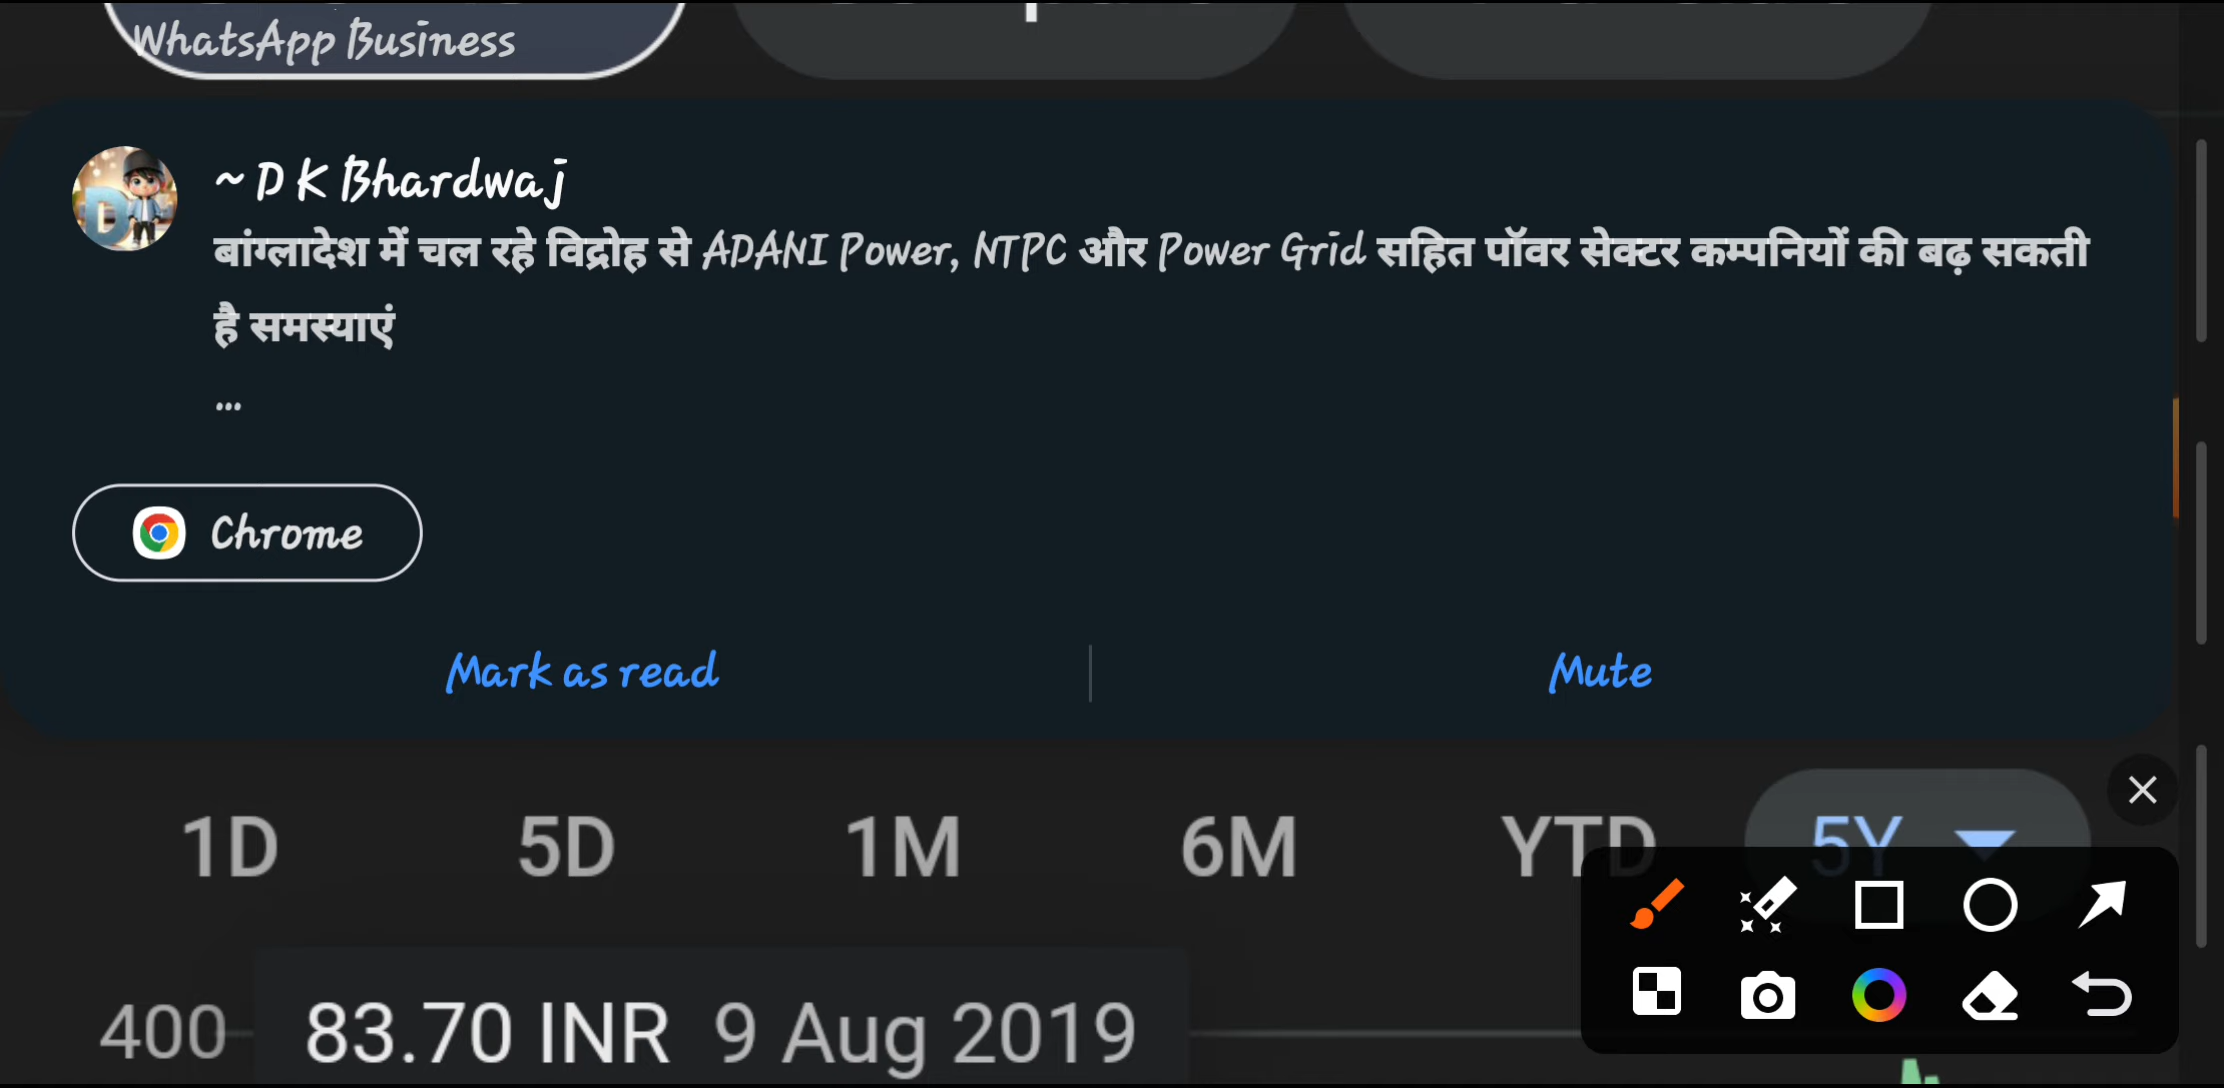 WhatsApp Business
~ D K Bhardwaj
बांग्लादेश में चल रहे विद्रोह से ADANI Power, NTPC और Power Grid सहित पॉवर सेक्टर कम्पनियों की बढ़ सकती
है समस्याएं
...
Chrome
Mark as read
Mute
1D 5D 1M 6M YTD 5Y
400 83.70 INR 9 Aug 2019